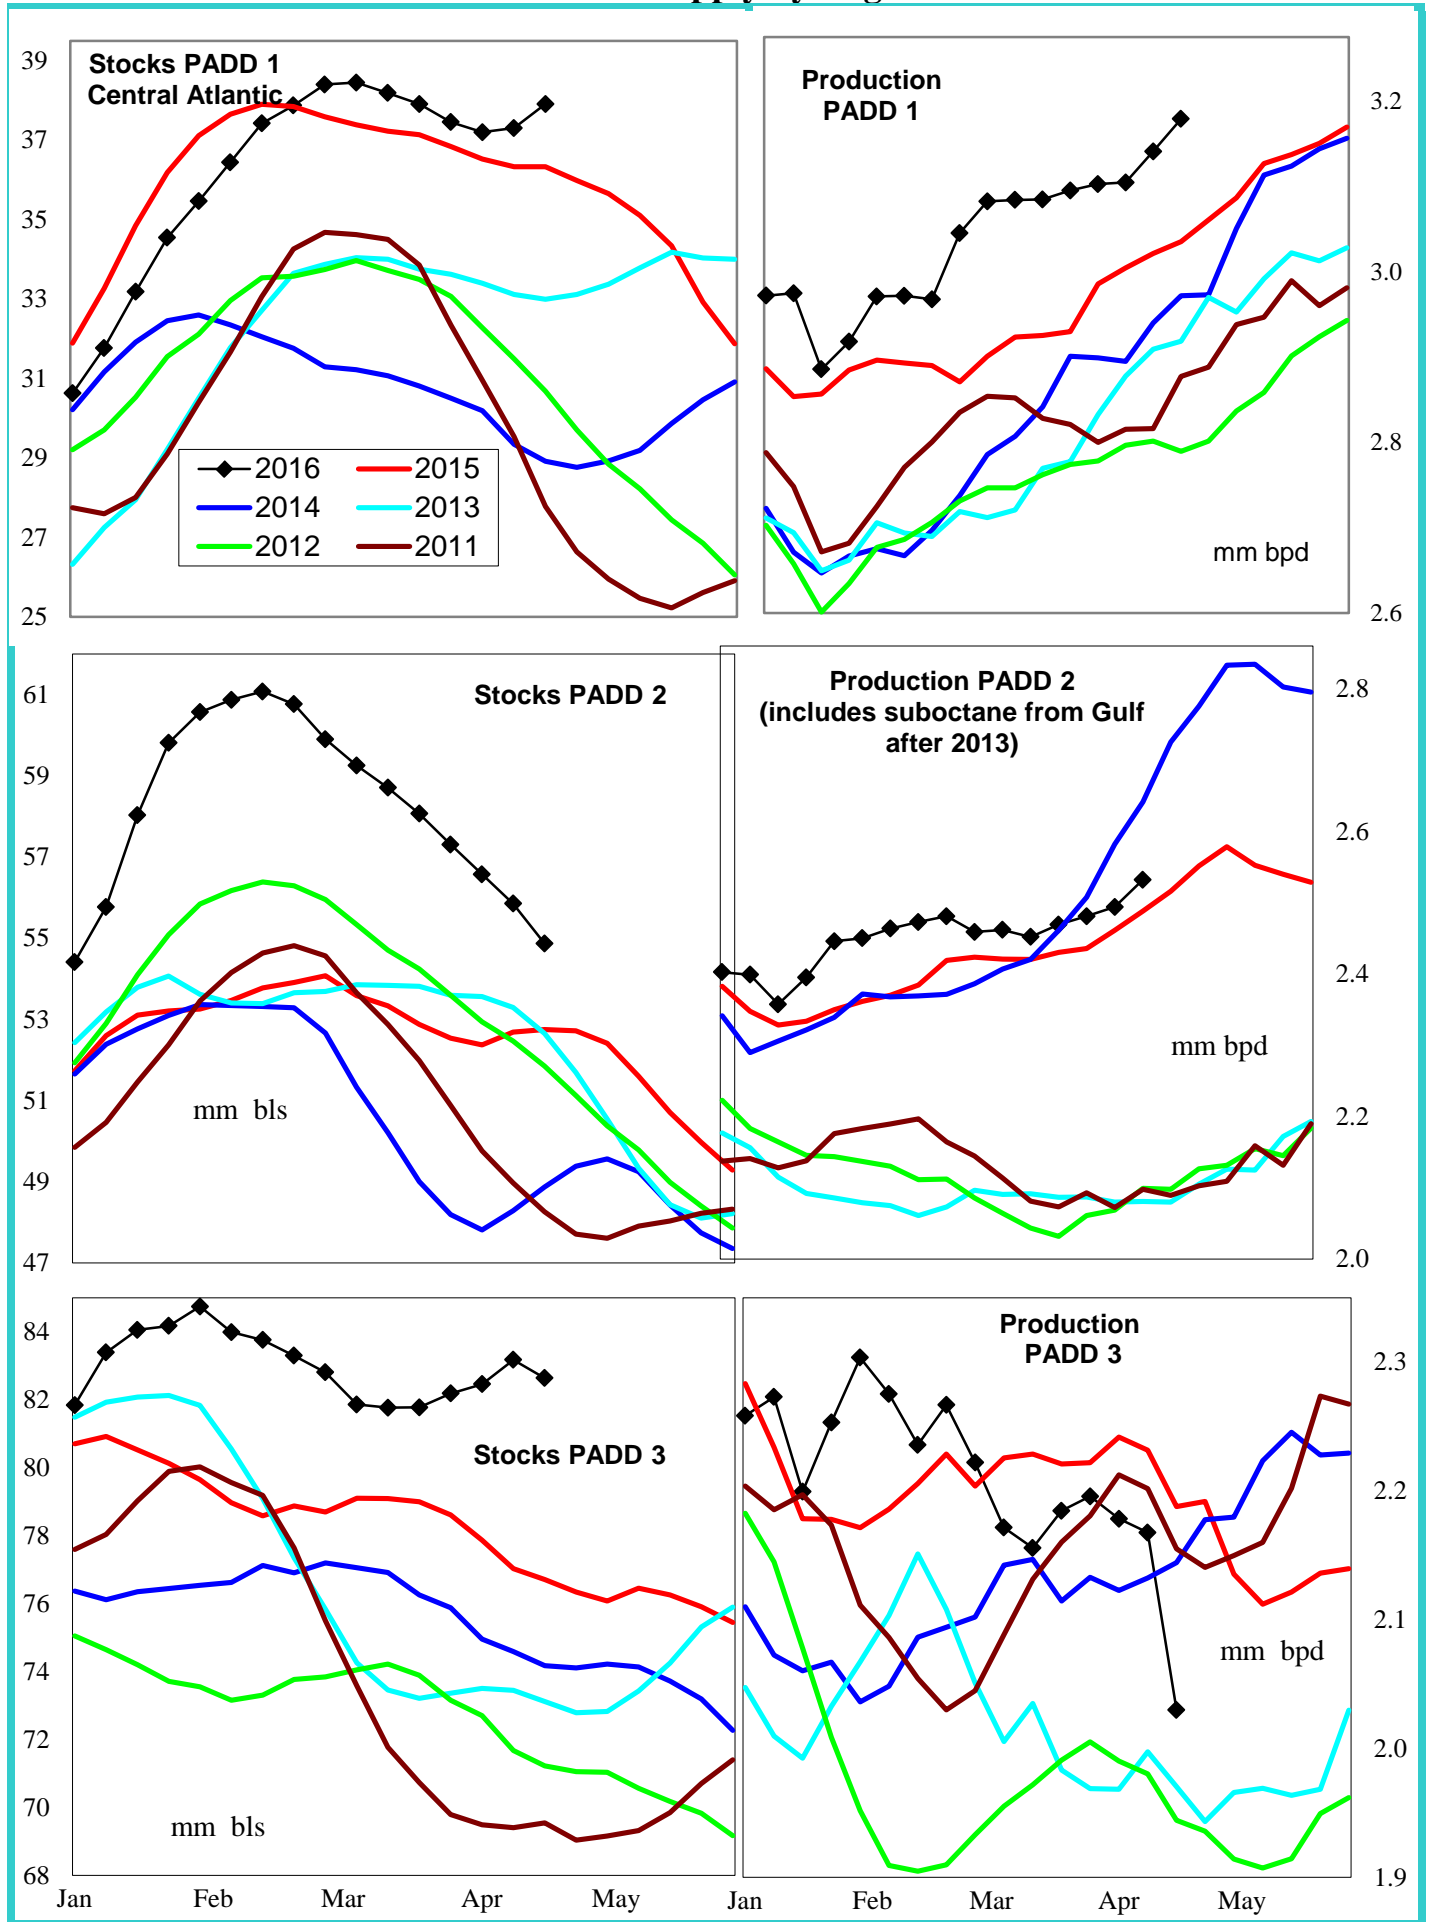 39
37
35
33
31
29
27
25
Stocks PADD 1
Central Atlantic
2016 2015
2014 2013
2012 2011
Production
PADD 1
mm bpd
3.2
3.0
2.8
2.6
61
59
57
55
53
51
49
47
Stocks PADD 2
mm bls
Production PADD 2
(includes suboctane from Gulf
after 2013)
mm bpd
2.8
2.6
2.4
2.2
2.0
84
82
80
78
76
74
72
70
68
Stocks PADD 3
mm bls
Jan Feb Mar Apr May
Production
PADD 3
mm bpd
2.3
2.2
2.1
2.0
1.9
Jan Feb Mar Apr May